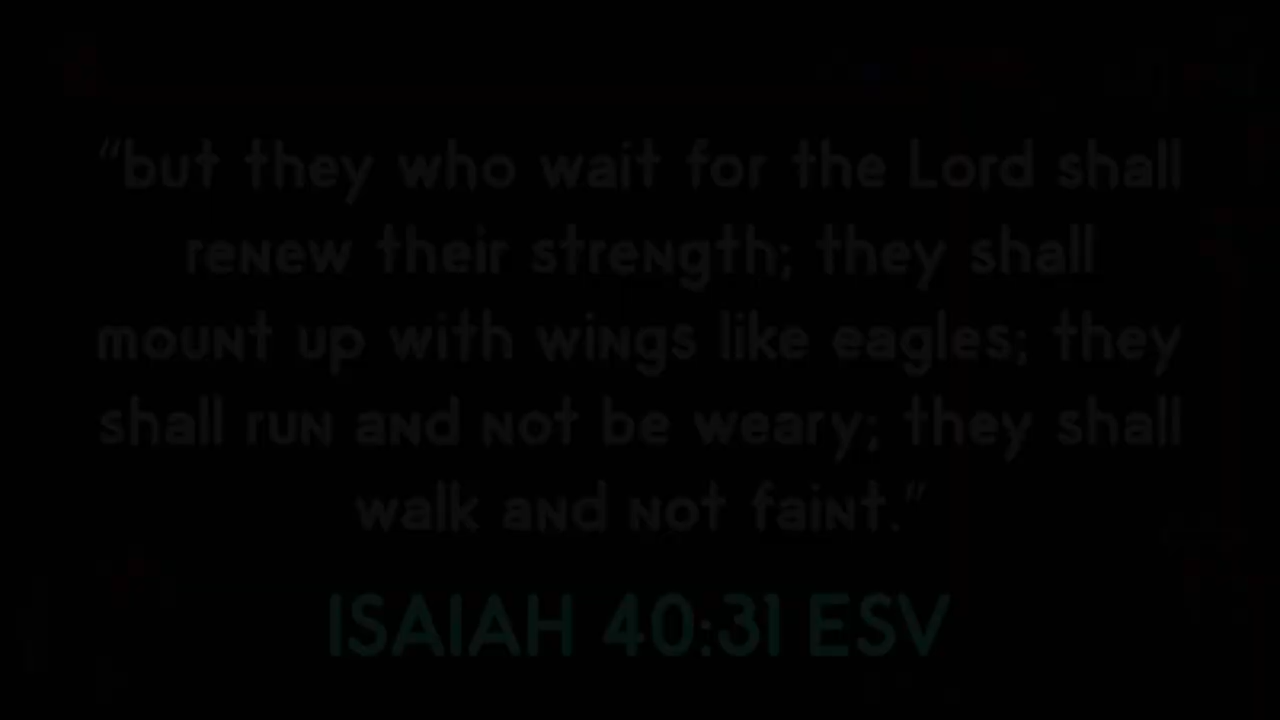 "but they who wait for the Lord shall
renew their strength; they shall
mount up with wings like eagles; they
shall run and not be weary; they shall
walk and not faint."
ISAIAH 40:31 ESV